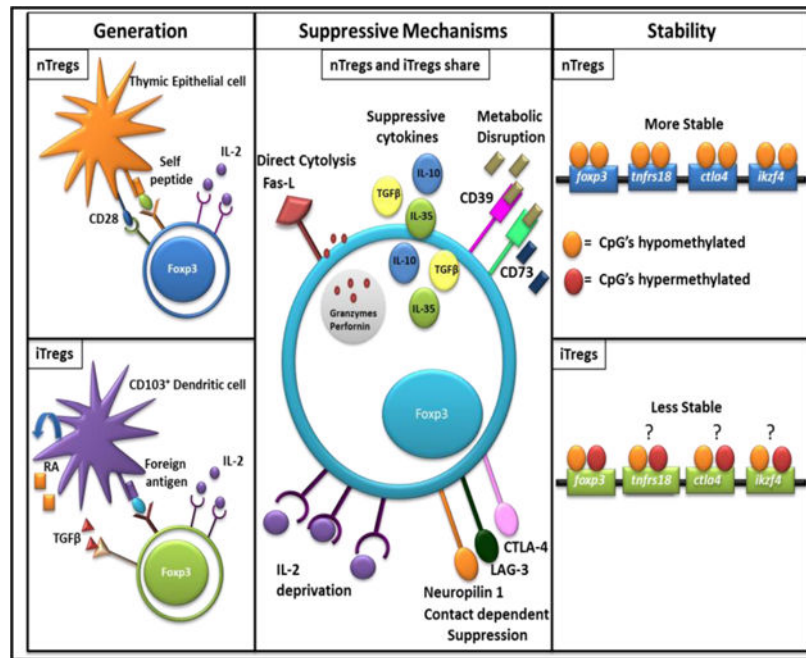 Generation
nTregs
Thymic Epithelial cell
Self
peptide
IL-2
CD28
Foxp3
iTregs
CD103⁺ Dendritic cell
RA
Foreign
antigen
IL-2
TGFβ
Foxp3
Suppressive Mechanisms
nTregs and iTregs share
Suppressive
cytokines
Metabolic
Disruption
Direct Cytolysis
Fas-L
IL-10
TGFβ
IL-35
CD39
IL-10
TGFβ
CD73
IL-35
Granzymes
Perfornin
Foxp3
IL-2
deprivation
CTLA-4
LAG-3
Neuropilin 1
Contact dependent
Suppression
Stability
nTregs
More Stable
foxp3 tnfrs18 ctla4 ikzf4
= CpG's hypomethylated
= CpG's hypermethylated
iTregs
Less Stable
? ? ?
foxp3 tnfrs18 ctla4 ikzf4